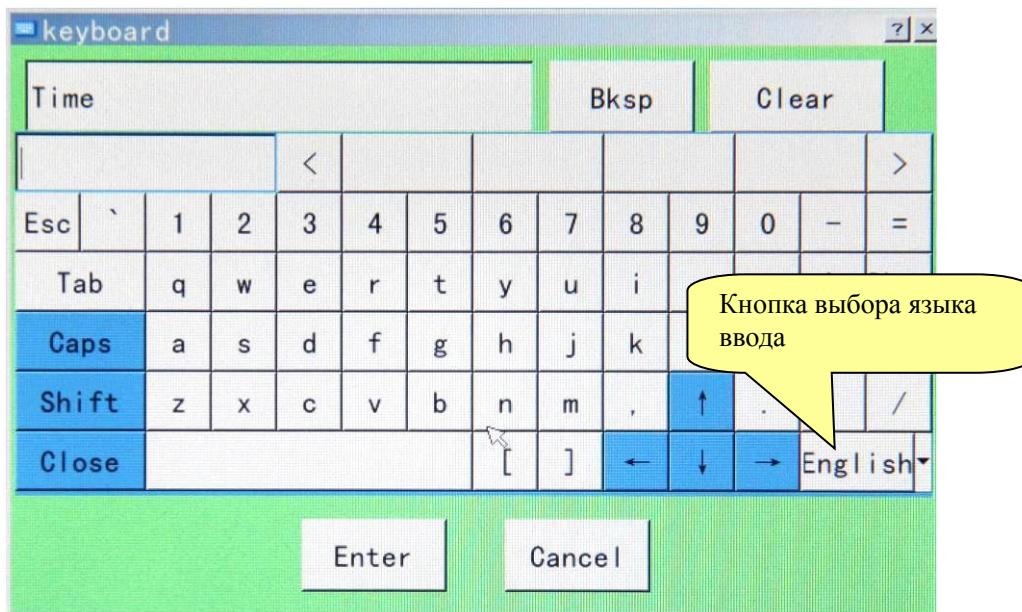 keyboard ? ×
Time Bksp Clear
< >
Esc ` 1 2 3 4 5 6 7 8 9 0 - =
Tab q w e r t y u i
Caps a s d f g h j k
Shift z x c v b n m , ↑ . /
Close [ ] ← ↓ → English
Кнопка выбора языка
ввода
Enter Cancel